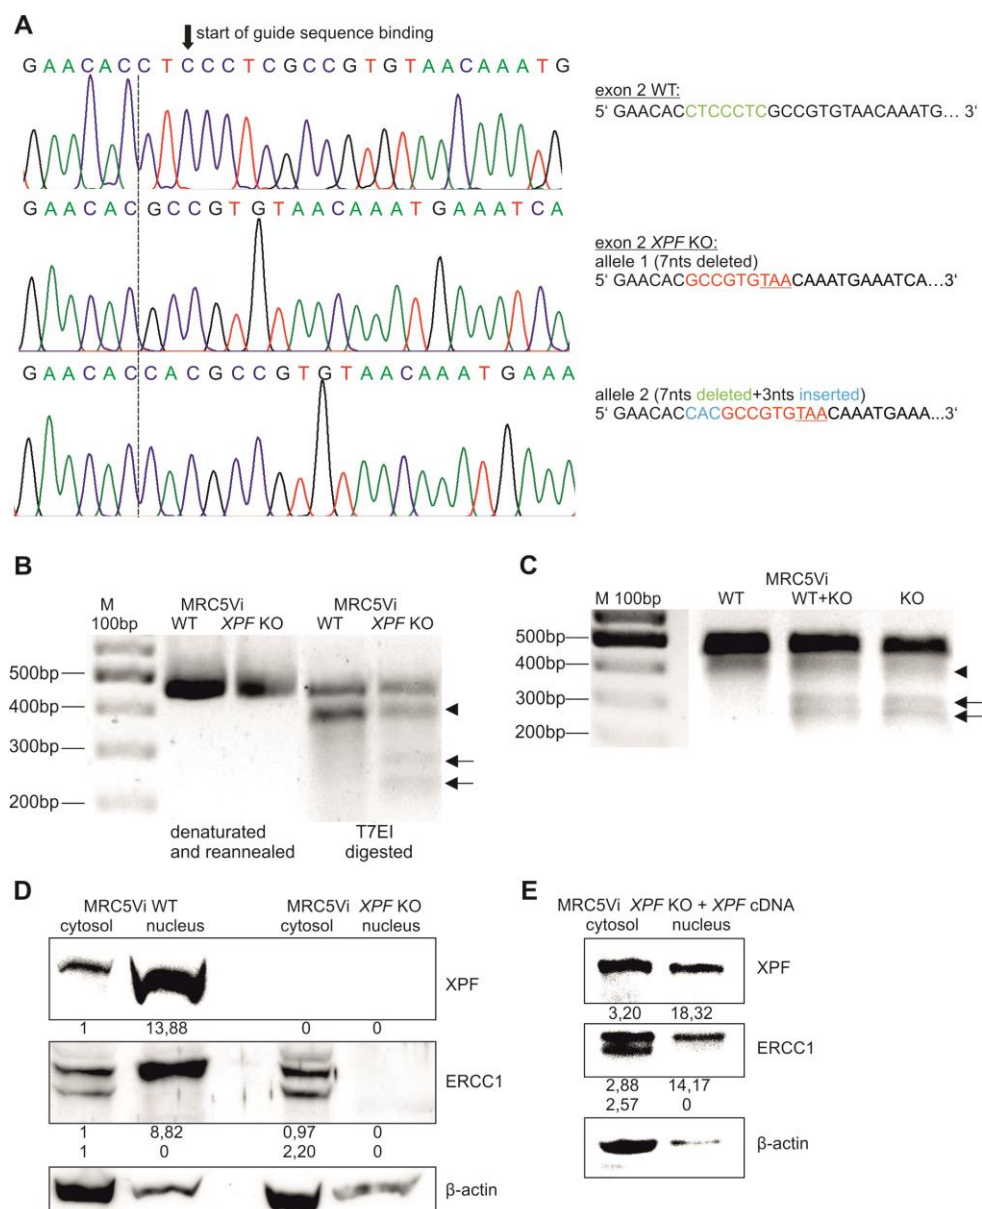 A
start of guide sequence binding
G A A C A C C T C C C T C G C C G T G T A A C A A A T G
exon 2 WT:
5‘ GAACACCTCCCTCGCCGTGTAACAAATG... 3‘
G A A C A C G C C G T G T A A C A A A T G A A A T C A
exon 2 XPF KO:
allele 1 (7nts deleted)
5‘ GAACACGCCGTGTAACAAATGAAATCA...3‘
G A A C A C C A C G C C G T G T A A C A A A T G A A A
allele 2 (7nts deleted+3nts inserted)
5‘ GAACACCACGCCGTGTAACAAATGAAA...3‘
B
M
100bp
MRC5Vi
WT XPF KO
MRC5Vi
WT XPF KO
500bp
400bp
300bp
200bp
denaturated
and reannealed
T7EI
digested
C
MRC5Vi
M 100bp WT WT+KO KO
500bp
400bp
300bp
200bp
D
MRC5Vi WT MRC5Vi XPF KO
cytosol nucleus cytosol nucleus
XPF
1 13,88 0 0
ERCC1
1 8,82 0,97 0
1 0 2,20 0
β-actin
E
MRC5Vi XPF KO + XPF cDNA
cytosol nucleus
XPF
3,20 18,32
ERCC1
2,88 14,17
2,57 0
β-actin